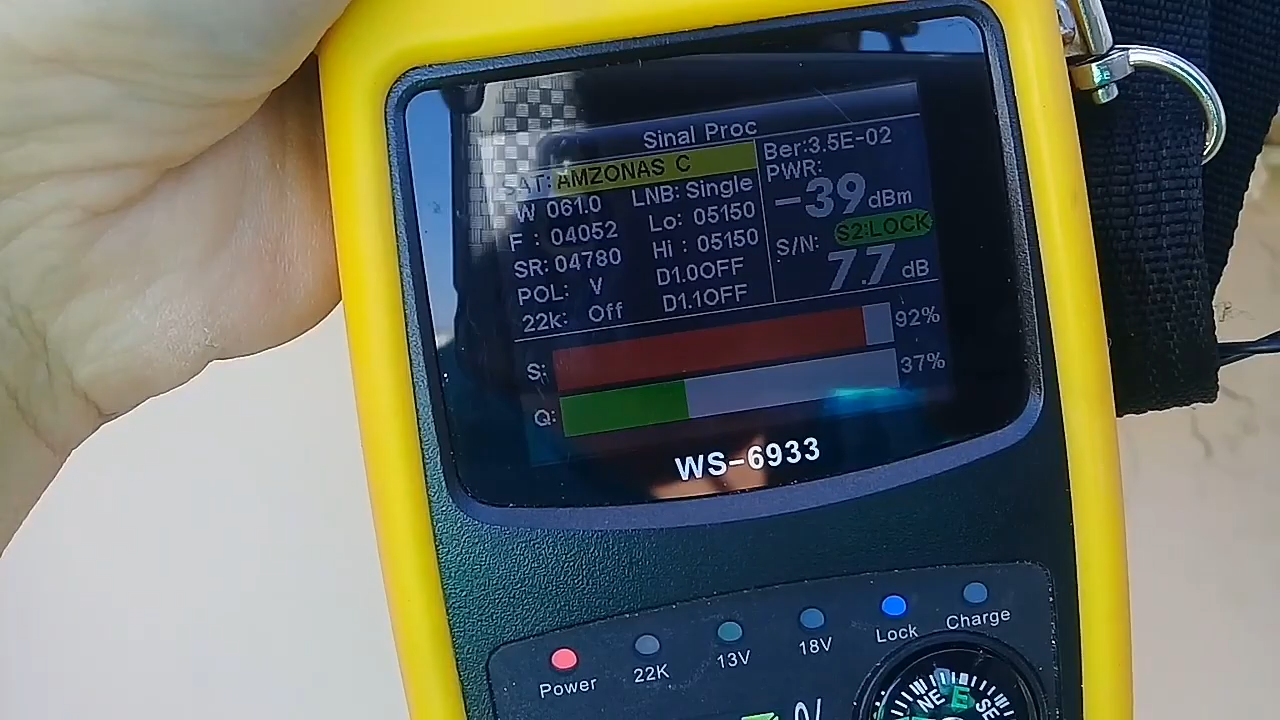 Sinal Proc
SAT: AMZONAS C
W 061.0
F : 04052
SR: 04780
POL: V
22k: Off
LNB: Single
Lo: 05150
Hi : 05150
D1.0OFF
D1.1OFF
Ber:3.5E-02
PWR:
-39 dBm
S2:LOCK
S/N:
7.7 dB
S: 92%
Q: 37%
WS-6933
Power
22K
13V
18V
Lock
Charge
NE E SE